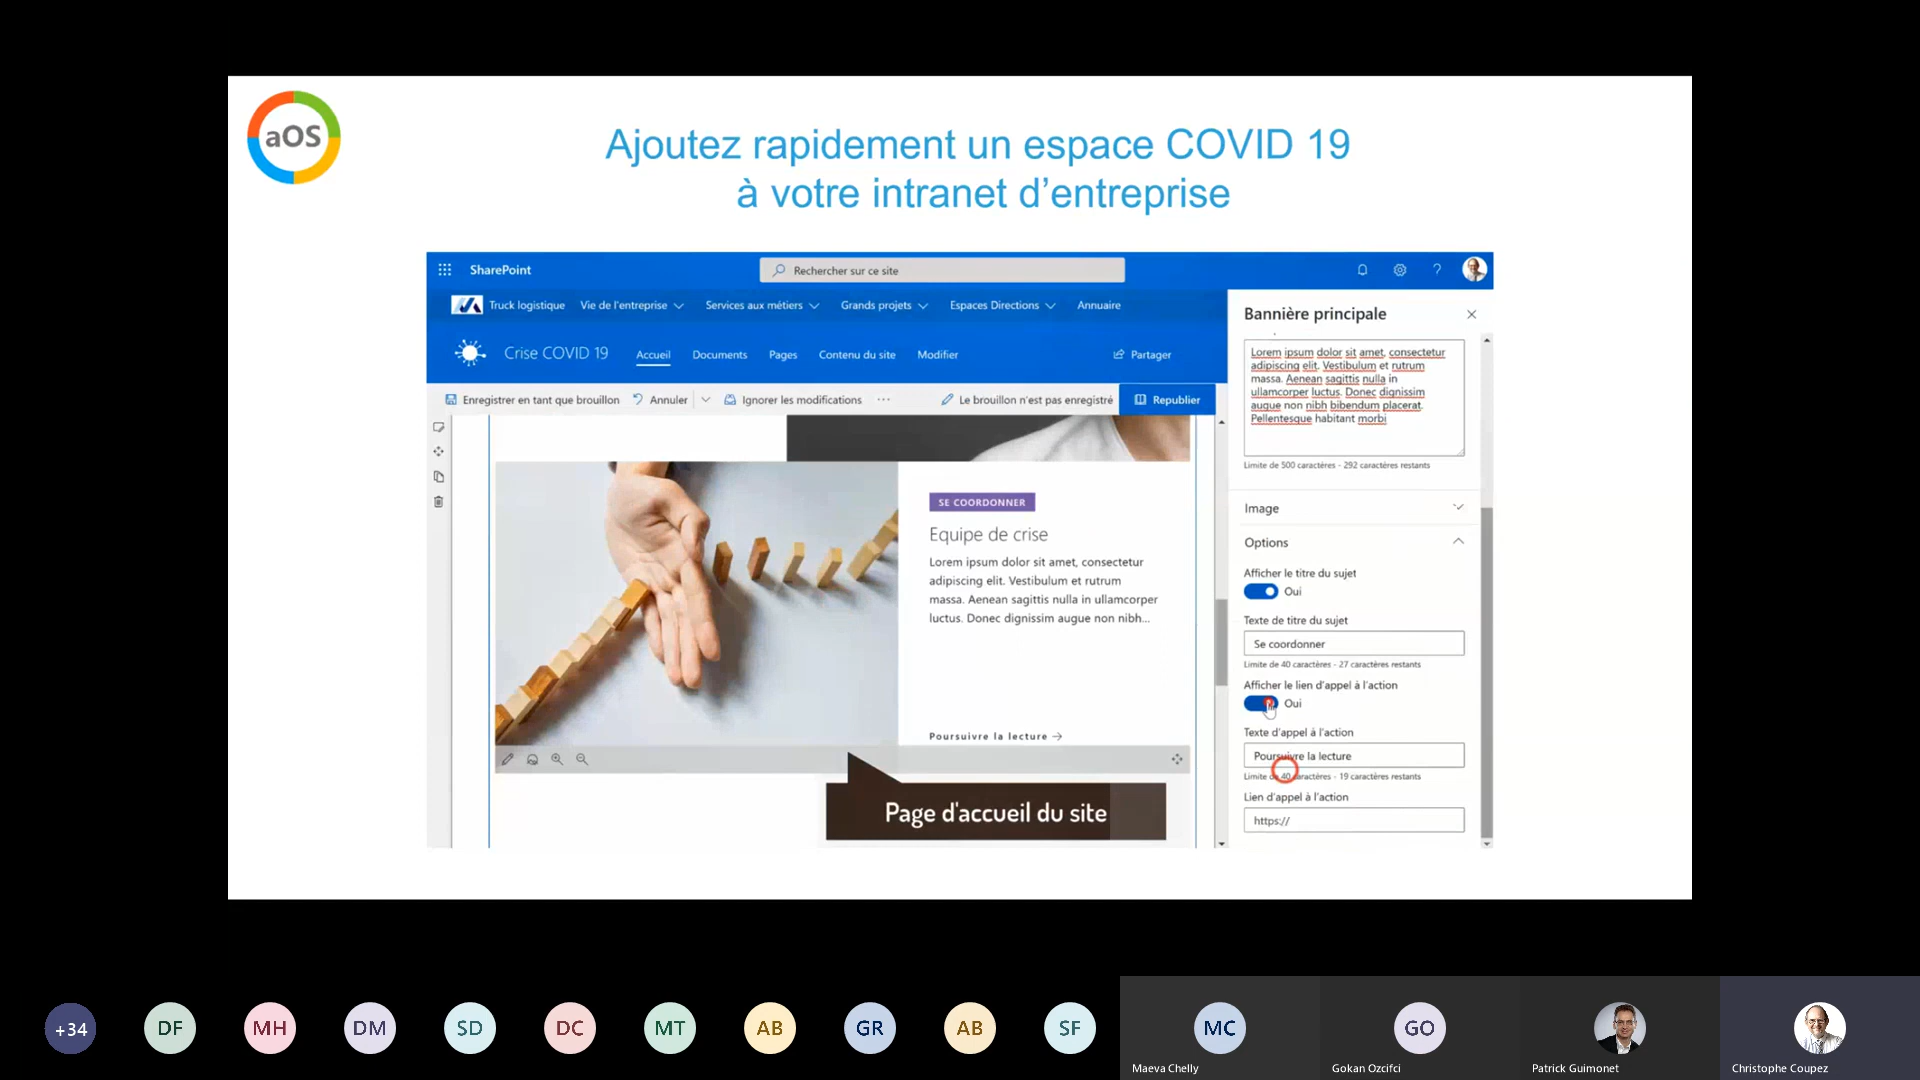 aOS
Ajoutez rapidement un espace COVID 19
à votre intranet d'entreprise
SharePoint
Rechercher sur ce site
?
Truck logistique
Vie de l'entreprise
Services aux métiers
Grands projets
Espaces Directions
Annuaire
Crise COVID 19
Accueil
Documents
Pages
Contenu du site
Modifier
Partager
Enregistrer en tant que brouillon
Annuler
Ignorer les modifications
...
Le brouillon n'est pas enregistré
Republier
SE COORDONNER
Equipe de crise
Lorem ipsum dolor sit amet, consectetur
adipiscing elit. Vestibulum et rutrum
massa. Aenean sagittis nulla in ullamcorper
luctus. Donec dignissim augue non nibh...
Poursuivre la lecture →
Page d'accueil du site
Bannière principale
Lorem ipsum dolor sit amet, consectetur
adipiscing elit. Vestibulum et rutrum
massa. Aenean sagittis nulla in
ullamcorper luctus. Donec dignissim
augue non nibh bibendum placerat.
Pellentesque habitant morbi
Limite de 500 caractères - 292 caractères restants
Image
Options
Afficher le titre du sujet
Oui
Texte de titre du sujet
Se coordonner
Limite de 40 caractères - 27 caractères restants
Afficher le lien d'appel à l'action
Oui
Texte d'appel à l'action
Poursuivre la lecture
Limite de 40 caractères - 19 caractères restants
Lien d'appel à l'action
https://
+34
DF
MH
DM
SD
DC
MT
AB
GR
AB
SF
MC
GO
Maeva Chelly
Gokan Ozcifci
Patrick Guimonet
Christophe Coupez